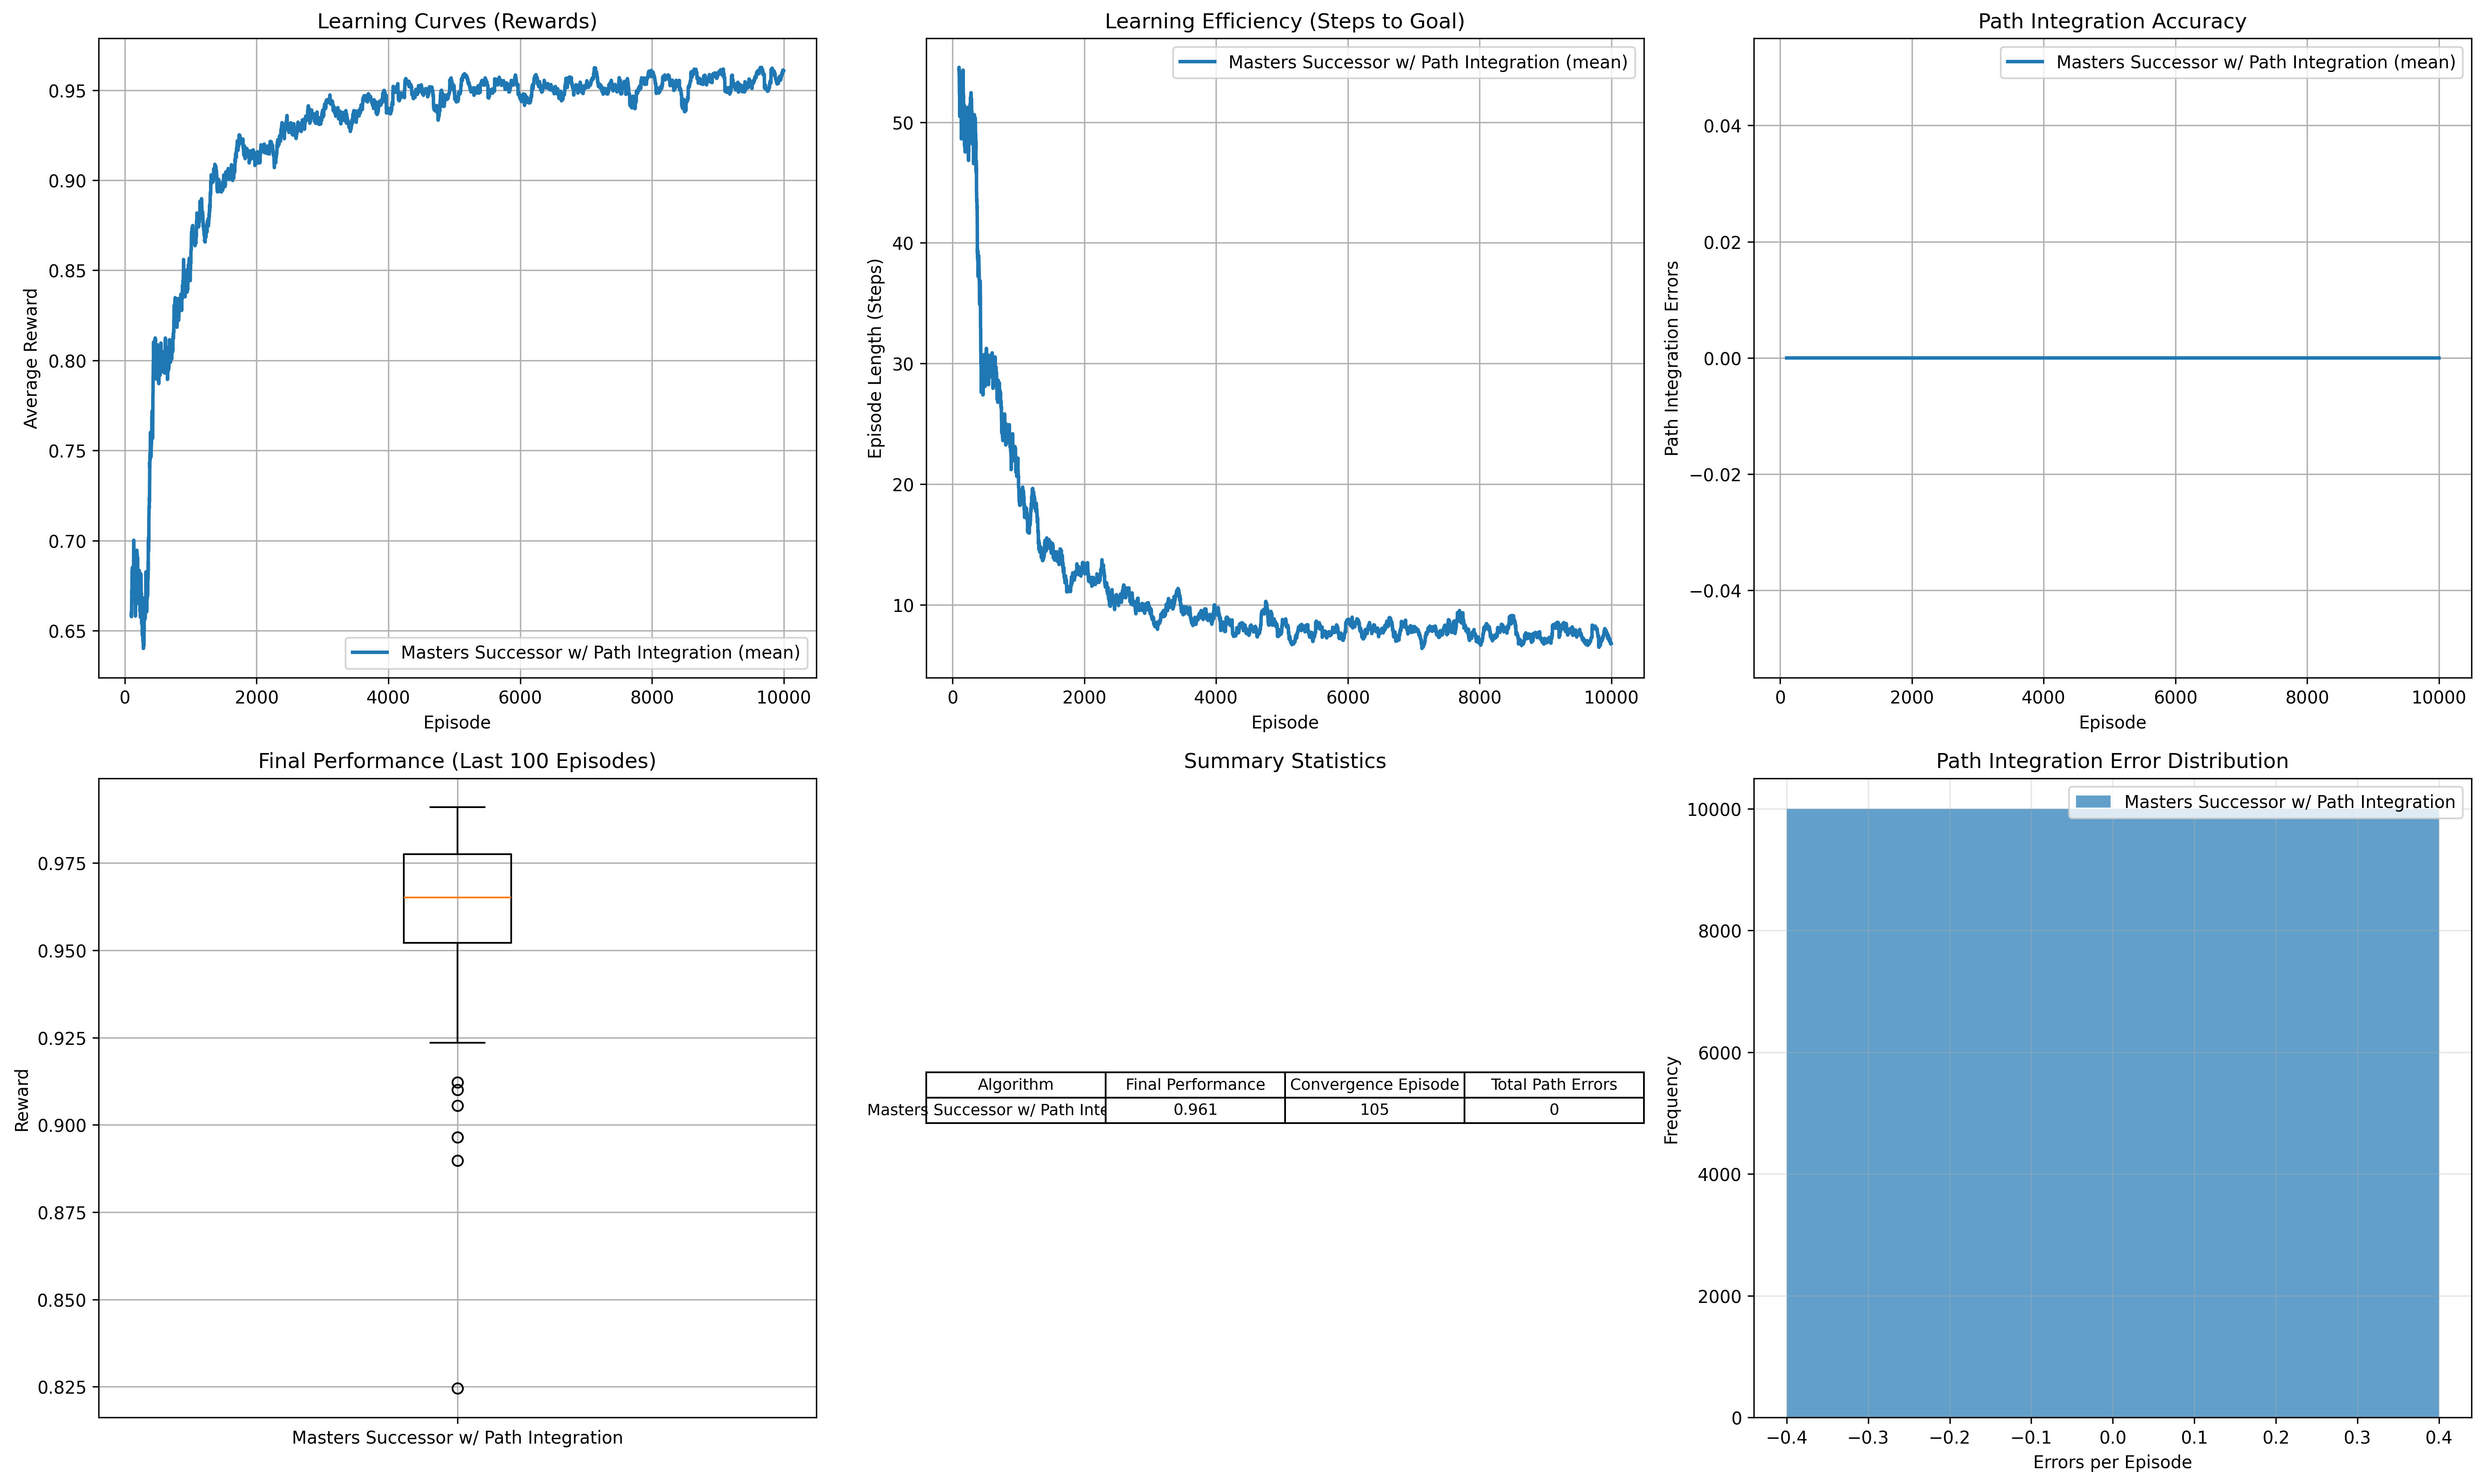 Learning Curves (Rewards)
Average Reward
0.95
0.90
0.85
0.80
0.75
0.70
0.65
Masters Successor w/ Path Integration (mean)
0 2000 4000 6000 8000 10000
Episode
Learning Efficiency (Steps to Goal)
Episode Length (Steps)
Masters Successor w/ Path Integration (mean)
50
40
30
20
10
0 2000 4000 6000 8000 10000
Episode
Path Integration Accuracy
Path Integration Errors
Masters Successor w/ Path Integration (mean)
0.04
0.02
0.00
−0.02
−0.04
0 2000 4000 6000 8000 10000
Episode
Final Performance (Last 100 Episodes)
Reward
0.975
0.950
0.925
0.900
0.875
0.850
0.825
Masters Successor w/ Path Integration
Summary Statistics
Algorithm Final Performance Convergence Episode Total Path Errors
Masters Successor w/ Path Inte 0.961 105 0
Path Integration Error Distribution
Frequency
Masters Successor w/ Path Integration
10000
8000
6000
4000
2000
0
−0.4 −0.3 −0.2 −0.1 0.0 0.1 0.2 0.3 0.4
Errors per Episode